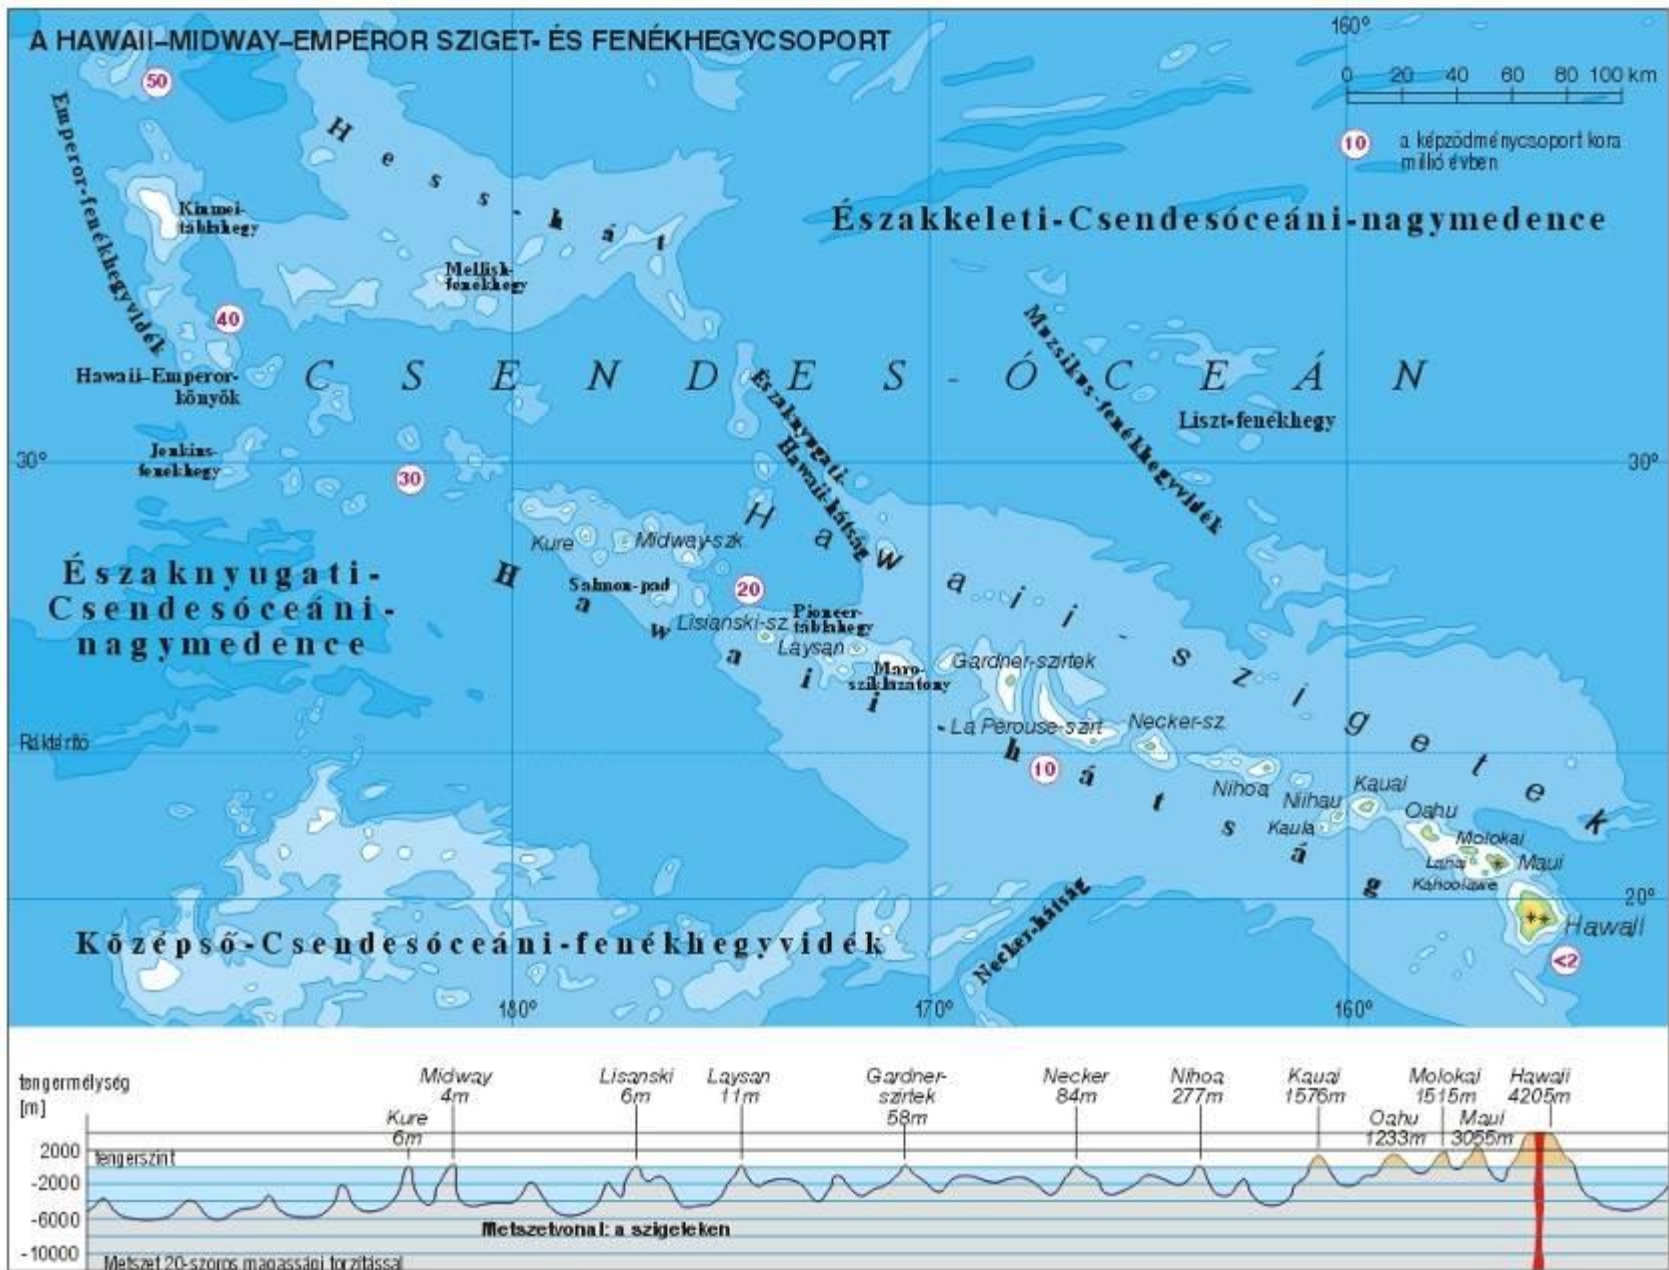 A HAWAII–MIDWAY–EMPEROR SZIGET- ÉS FENÉKHEGYCSOPORT
160°
0 20 40 60 80 100 km
10
a képződménycsoport kora
millió évben
50
Emperor-fenékhegyvidék
Hess-hát
Kinmei-
táblahegy
Északkeleti-Csendesóceáni-nagymedence
Mellish-
fenékhegy
40
Hawaii–Emperor-
könyök
CSENDES-ÓCEÁN
Muzsikus-fenékhegyvidék
Liszt-fenékhegy
Északnyugati-
Hawaii-hátság
Jenkins-
fenékhegy
30°
30°
30
Hawaii-szigetek
Kure
Midway-szk.
Északnyugati-
Csendesóceáni-
nagymedence
Hawaii-hátság
Salmon-pad
20
Lisianski-sz.
Pioneer-
táblahegy
Laysan
Maro-
sziklazátony
Gardner-szirtek
La Perouse-szirt
Necker-sz.
Ráktérítő
10
Nihoa
Niihau
Kauai
Kaula
Oahu
Molokai
Lanai
Maui
Kahoolawe
20°
Hawaii
<2
Középső-Csendesóceáni-fenékhegyvidék
Necker-hátság
180°
170°
160°
tengermélység
[m]
Midway
4m
Lisanski
6m
Laysan
11m
Gardner-
szirtek
58m
Necker
84m
Nihoa
277m
Kauai
1576m
Molokai
1515m
Hawaii
4205m
Kure
6m
Oahu
1233m
Maui
3055m
2000
tengerszint
-2000
-6000
-10000
Metszetvonal: a szigeteken
Metszet 20-szoros magassági torzítással